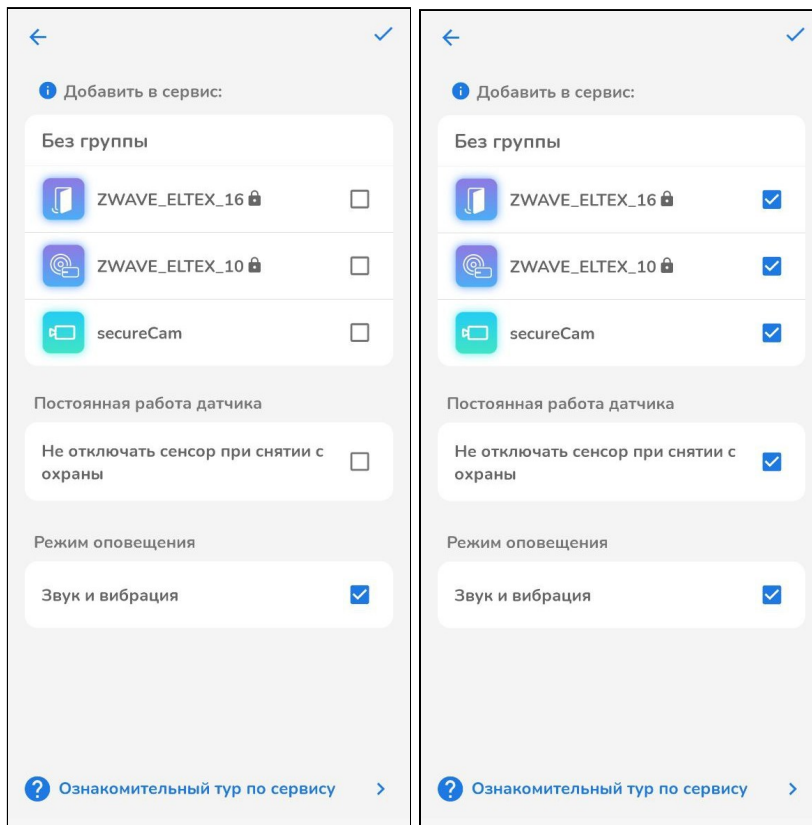 Добавить в сервис:
Без группы
ZWAVE_ELTEX_16
ZWAVE_ELTEX_10
secureCam
Постоянная работа датчика
Не отключать сенсор при снятии с
охраны
Режим оповещения
Звук и вибрация
Ознакомительный тур по сервису
Добавить в сервис:
Без группы
ZWAVE_ELTEX_16
ZWAVE_ELTEX_10
secureCam
Постоянная работа датчика
Не отключать сенсор при снятии с
охраны
Режим оповещения
Звук и вибрация
Ознакомительный тур по сервису